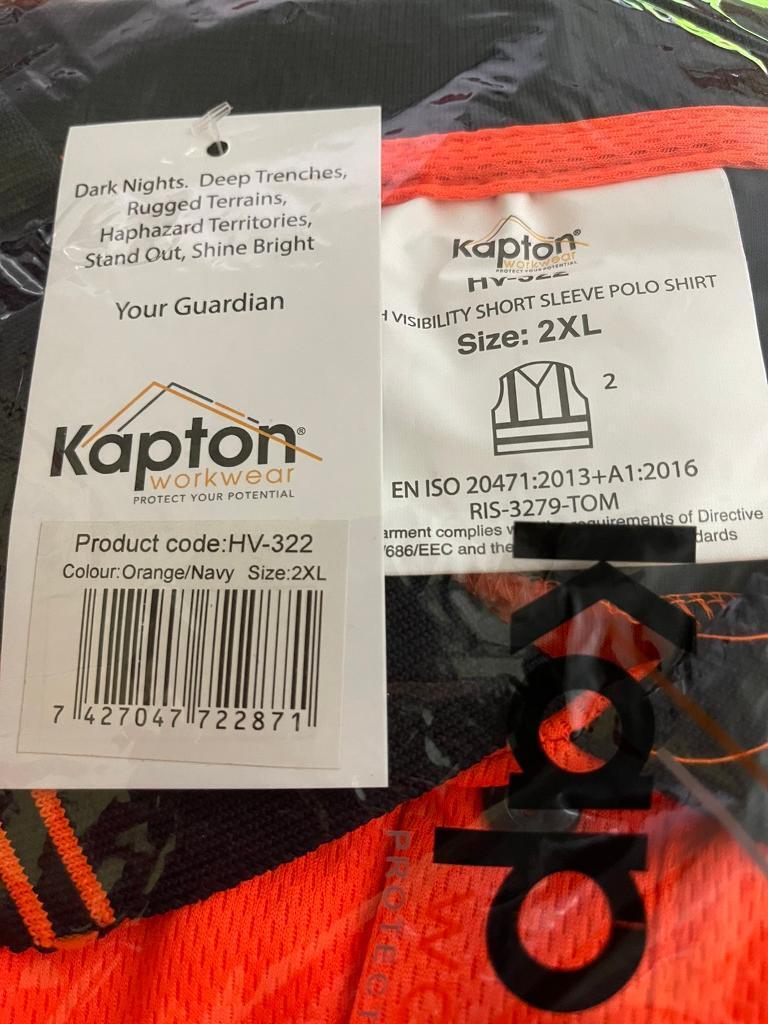 Dark Nights. Deep Trenches,
Rugged Terrains,
Haphazard Territories,
Stand Out, Shine Bright
Your Guardian
Kapton®
workwear
PROTECT YOUR POTENTIAL
Product code:HV-322
Colour:Orange/Navy Size:2XL
7 427047 722871
Kapton®
workwear
PROTECT YOUR POTENTIAL
HV-322
VISIBILITY SHORT SLEEVE POLO SHIRT
Size: 2XL
2
EN ISO 20471:2013+A1:2016
RIS-3279-TOM
arment complies requirements of Directive
/686/EEC and the dards
Kap
PROTECT